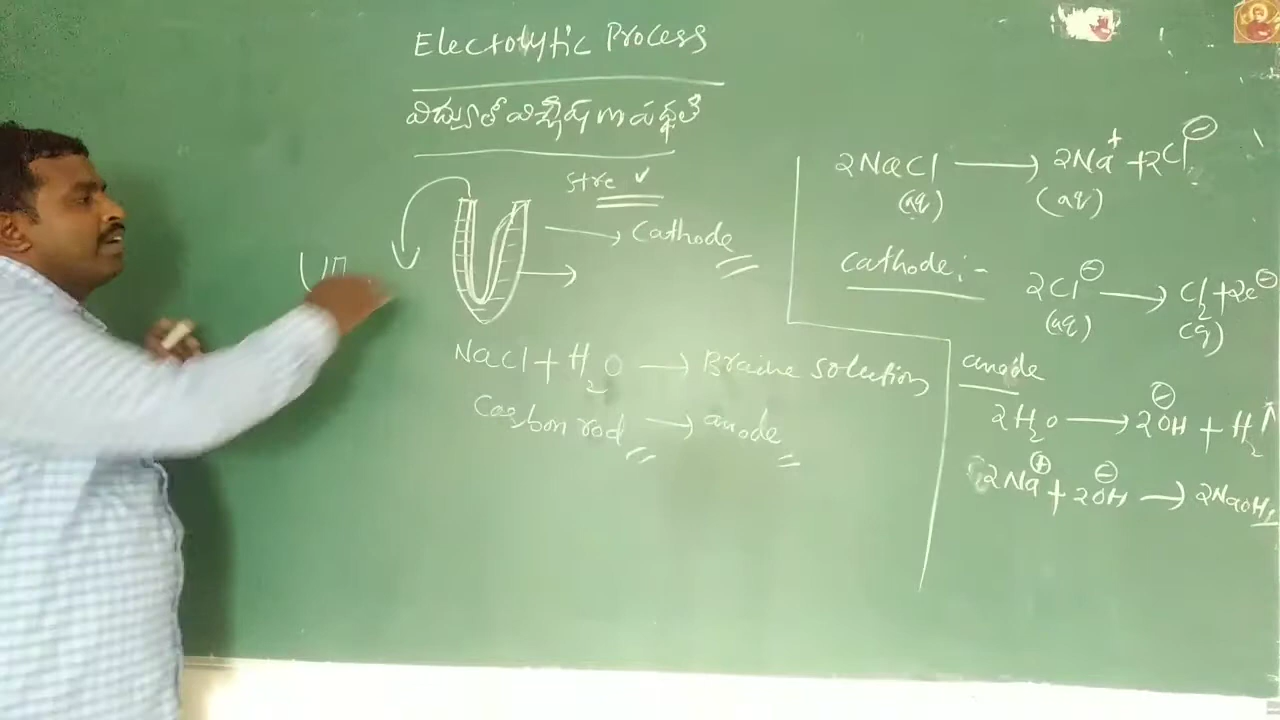 Electolytic Process
విద్యుతే విశ్లేషణ పద్ధతి
stre ✓
Cathode
NaCl + H₂O → Braine solution
Carbon rod → anode
2NaCl → 2Na⁺ + 2Cl⊖
(aq) (aq)
cathode :-
2Cl⊖ → Cl₂ + 2e⊖
(aq) (g)
anode
2H₂O → 2OH⊖ + H₂↑
2Na⊕ + 2OH⊖ → 2NaOH